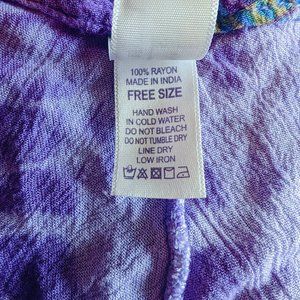 100% RAYON
MADE IN INDIA
FREE SIZE
HAND WASH
IN COLD WATER
DO NOT BLEACH
DO NOT TUMBLE DRY
LINE DRY
LOW IRON